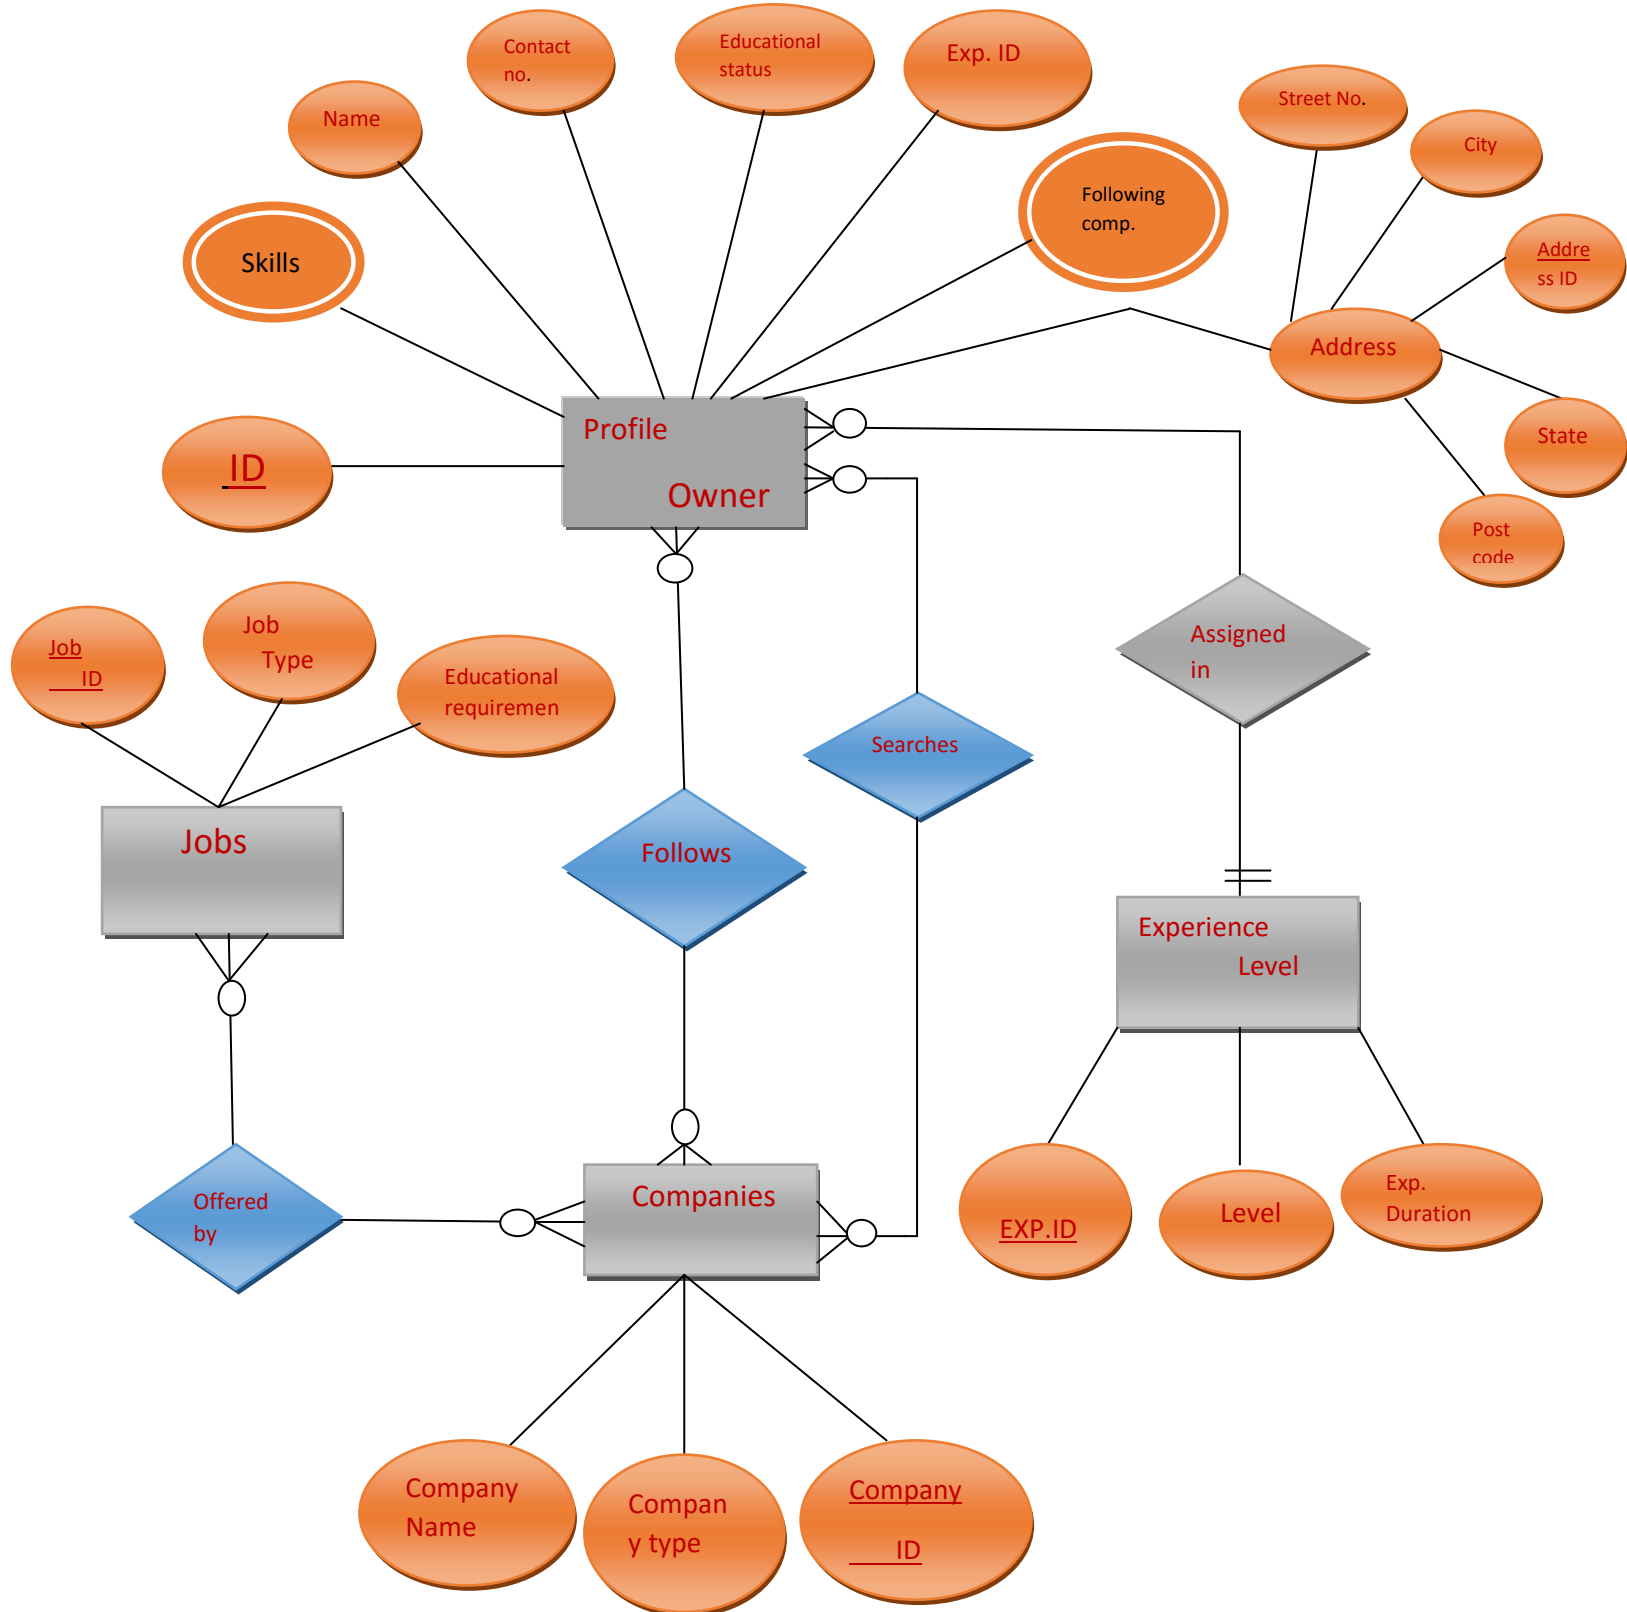 Contact
no.
Educational
status
Exp. ID
Name
Street No.
City
Following
comp.
Skills
Addre
ss ID
Address
Profile
Owner
State
ID
Post
code
Job
ID
Job
Type
Educational
requiremen
Assigned
in
Searches
Jobs
Follows
Experience
Level
Offered
by
Companies
EXP.ID
Level
Exp.
Duration
Company
Name
Compan
y type
Company
ID